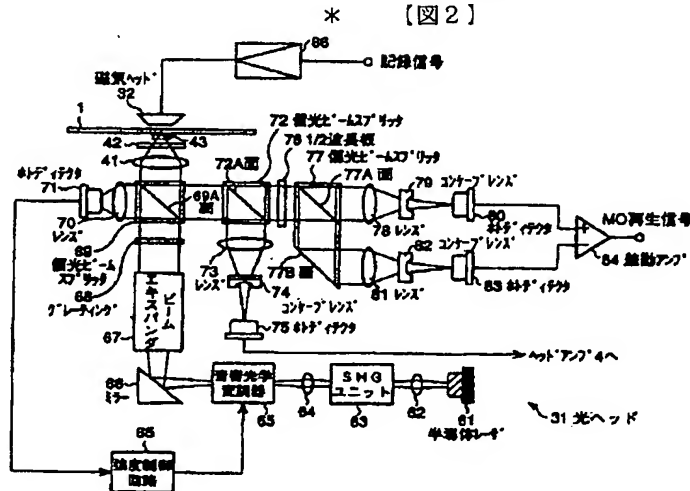 * 【図2】
86
記録信号
磁気ヘッド
32
1
42
43
41
72 偏光ビームスプリッタ
76 1/2波長板
72A面
77 偏光ビームスプリッタ
77A面
79 コンケーブレンズ
ホトディテクタ
71
70
レンズ
69A
面
69
偏光ビーム
スプリッタ
68
グレーティング
78 レンズ
80
ホトディテクタ
MO再生信号
84 差動アンプ
82 コンケーブレンズ
77B面
81 レンズ
83 ホトディテクタ
73
レンズ
74
コンケーブレンズ
75 ホトディテクタ
ビーム
エキスパンダ
67
ヘッドアンプ4へ
66
ミラー
音響光学
変調器
65
64
SHG
ユニット
63
62
61
半導体レーザ
31 光ヘッド
85
強度制御
回路